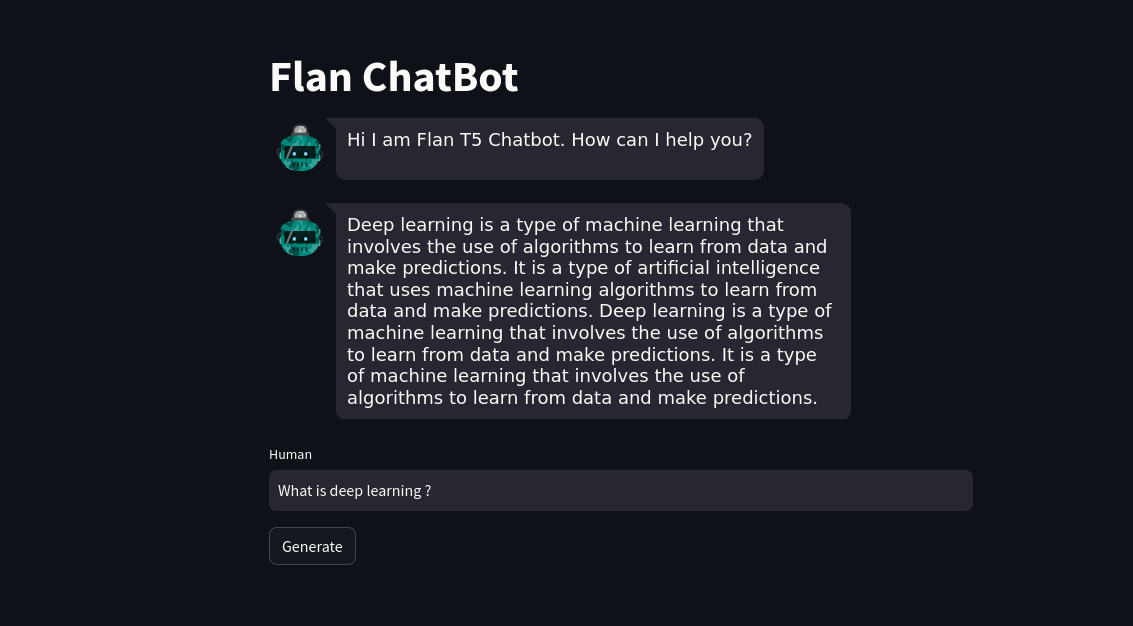 Flan ChatBot
Hi I am Flan T5 Chatbot. How can I help you?
Deep learning is a type of machine learning that
involves the use of algorithms to learn from data and
make predictions. It is a type of artificial intelligence
that uses machine learning algorithms to learn from
data and make predictions. Deep learning is a type of
machine learning that involves the use of algorithms
to learn from data and make predictions. It is a type
of machine learning that involves the use of
algorithms to learn from data and make predictions.
Human
What is deep learning ?
Generate